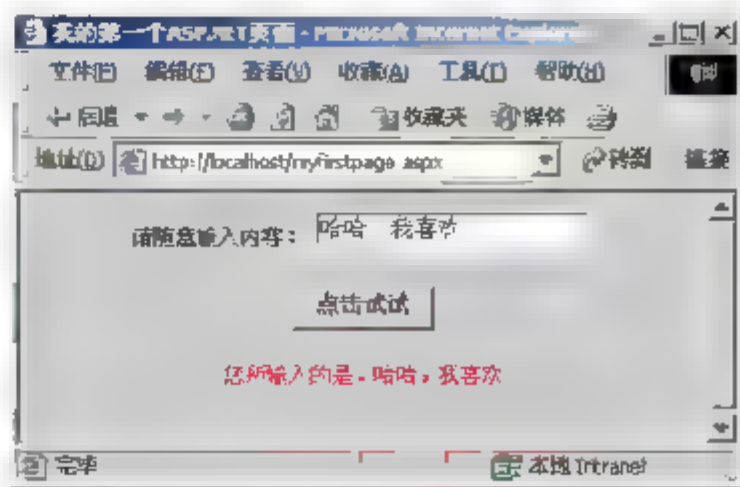 我的第一个ASP.NET页面 - Microsoft Internet Explorer
文件(F) 编辑(E) 查看(V) 收藏(A) 工具(T) 帮助(H)
后退 收藏夹 媒体
地址(D) http://localhost/myfirstpage.aspx 转到 链接
请随意输入内容： 哈哈 我喜欢
点击试试
您所输入的是：哈哈，我喜欢
完毕 本地 Intranet